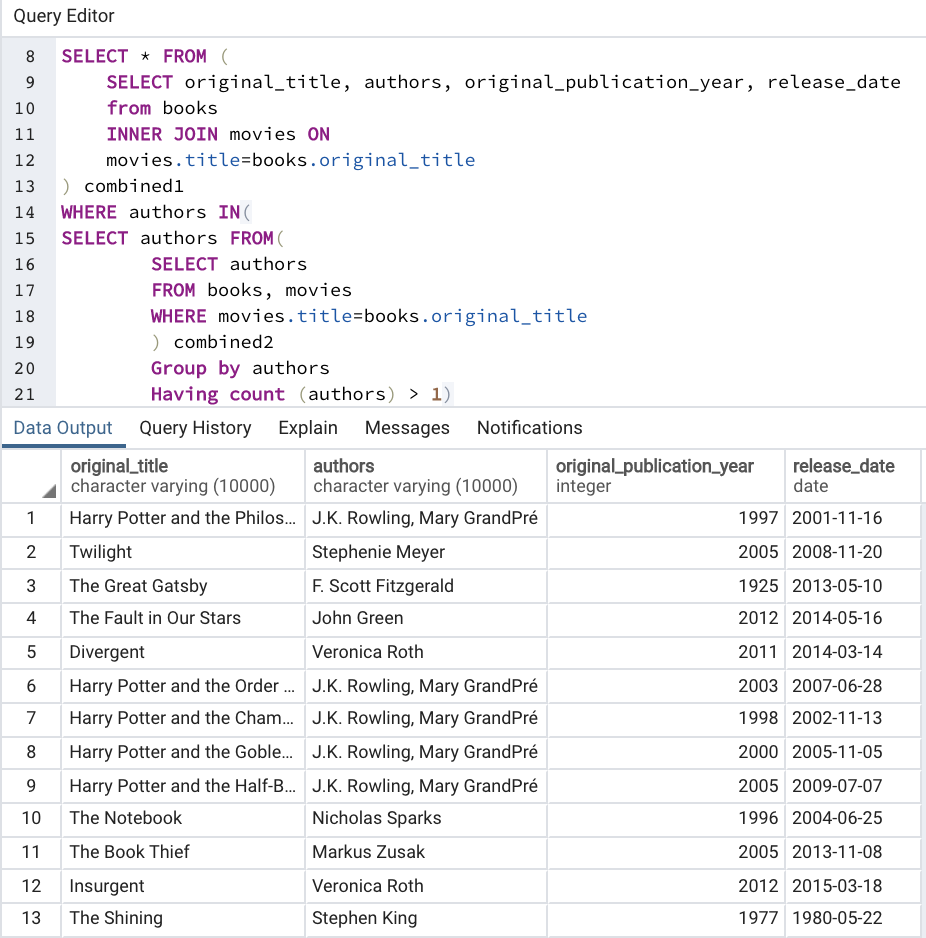 Query Editor
8 SELECT * FROM (
9 SELECT original_title, authors, original_publication_year, release_date
10 from books
11 INNER JOIN movies ON
12 movies.title=books.original_title
13 ) combined1
14 WHERE authors IN(
15 SELECT authors FROM(
16 SELECT authors
17 FROM books, movies
18 WHERE movies.title=books.original_title
19 ) combined2
20 Group by authors
21 Having count (authors) > 1)
Data Output Query History Explain Messages Notifications
original_title authors original_publication_year release_date
character varying (10000) character varying (10000) integer date
1 Harry Potter and the Philos... J.K. Rowling, Mary GrandPré 1997 2001-11-16
2 Twilight Stephenie Meyer 2005 2008-11-20
3 The Great Gatsby F. Scott Fitzgerald 1925 2013-05-10
4 The Fault in Our Stars John Green 2012 2014-05-16
5 Divergent Veronica Roth 2011 2014-03-14
6 Harry Potter and the Order ... J.K. Rowling, Mary GrandPré 2003 2007-06-28
7 Harry Potter and the Cham... J.K. Rowling, Mary GrandPré 1998 2002-11-13
8 Harry Potter and the Goble... J.K. Rowling, Mary GrandPré 2000 2005-11-05
9 Harry Potter and the Half-B... J.K. Rowling, Mary GrandPré 2005 2009-07-07
10 The Notebook Nicholas Sparks 1996 2004-06-25
11 The Book Thief Markus Zusak 2005 2013-11-08
12 Insurgent Veronica Roth 2012 2015-03-18
13 The Shining Stephen King 1977 1980-05-22